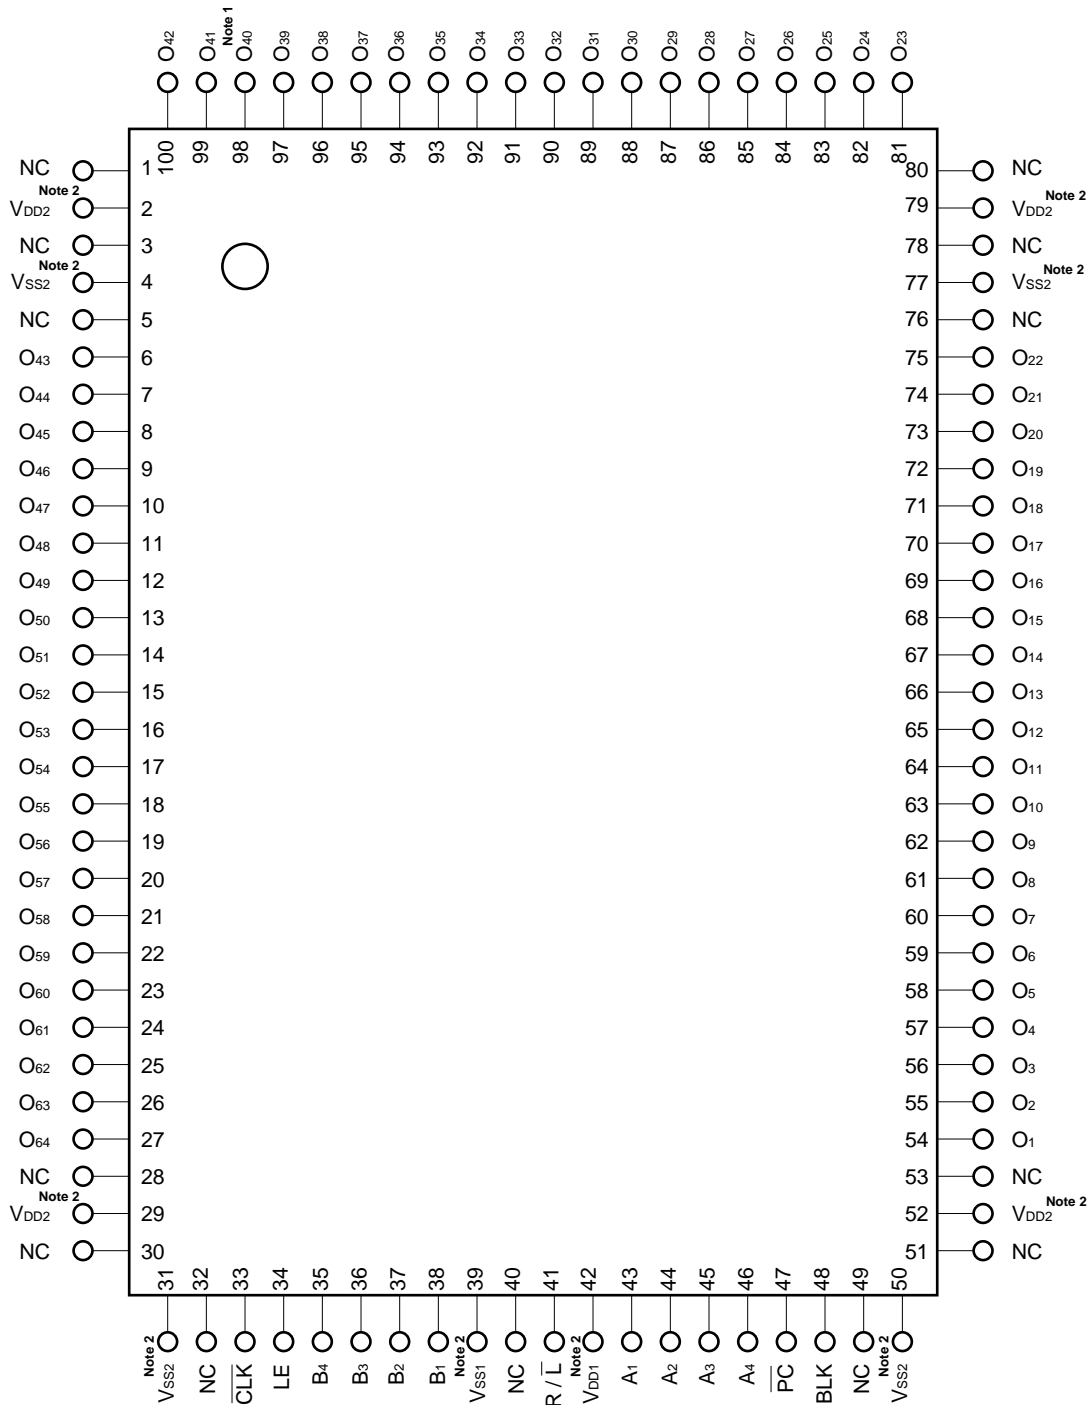 O42 O41 O40 Note 1 O39 O38 O37 O36 O35 O34 O33 O32 O31 O30 O29 O28 O27 O26 O25 O24 O23
100 99 98 97 96 95 94 93 92 91 90 89 88 87 86 85 84 83 82 81
NC 1 80 NC
VDD2 Note 2 2 79 VDD2 Note 2
NC 3 78 NC
VSS2 Note 2 4 77 VSS2 Note 2
NC 5 76 NC
O43 6 75 O22
O44 7 74 O21
O45 8 73 O20
O46 9 72 O19
O47 10 71 O18
O48 11 70 O17
O49 12 69 O16
O50 13 68 O15
O51 14 67 O14
O52 15 66 O13
O53 16 65 O12
O54 17 64 O11
O55 18 63 O10
O56 19 62 O9
O57 20 61 O8
O58 21 60 O7
O59 22 59 O6
O60 23 58 O5
O61 24 57 O4
O62 25 56 O3
O63 26 55 O2
O64 27 54 O1
NC 28 53 NC
VDD2 Note 2 29 52 VDD2 Note 2
NC 30 51 NC
31 32 33 34 35 36 37 38 39 40 41 42 43 44 45 46 47 48 49 50
VSS2 Note 2 NC C̅L̅K̅ LE B4 B3 B2 B1 VSS1 Note 2 NC R / L̅ VDD1 Note 2 A1 A2 A3 A4 P̅C̅ BLK NC VSS2 Note 2